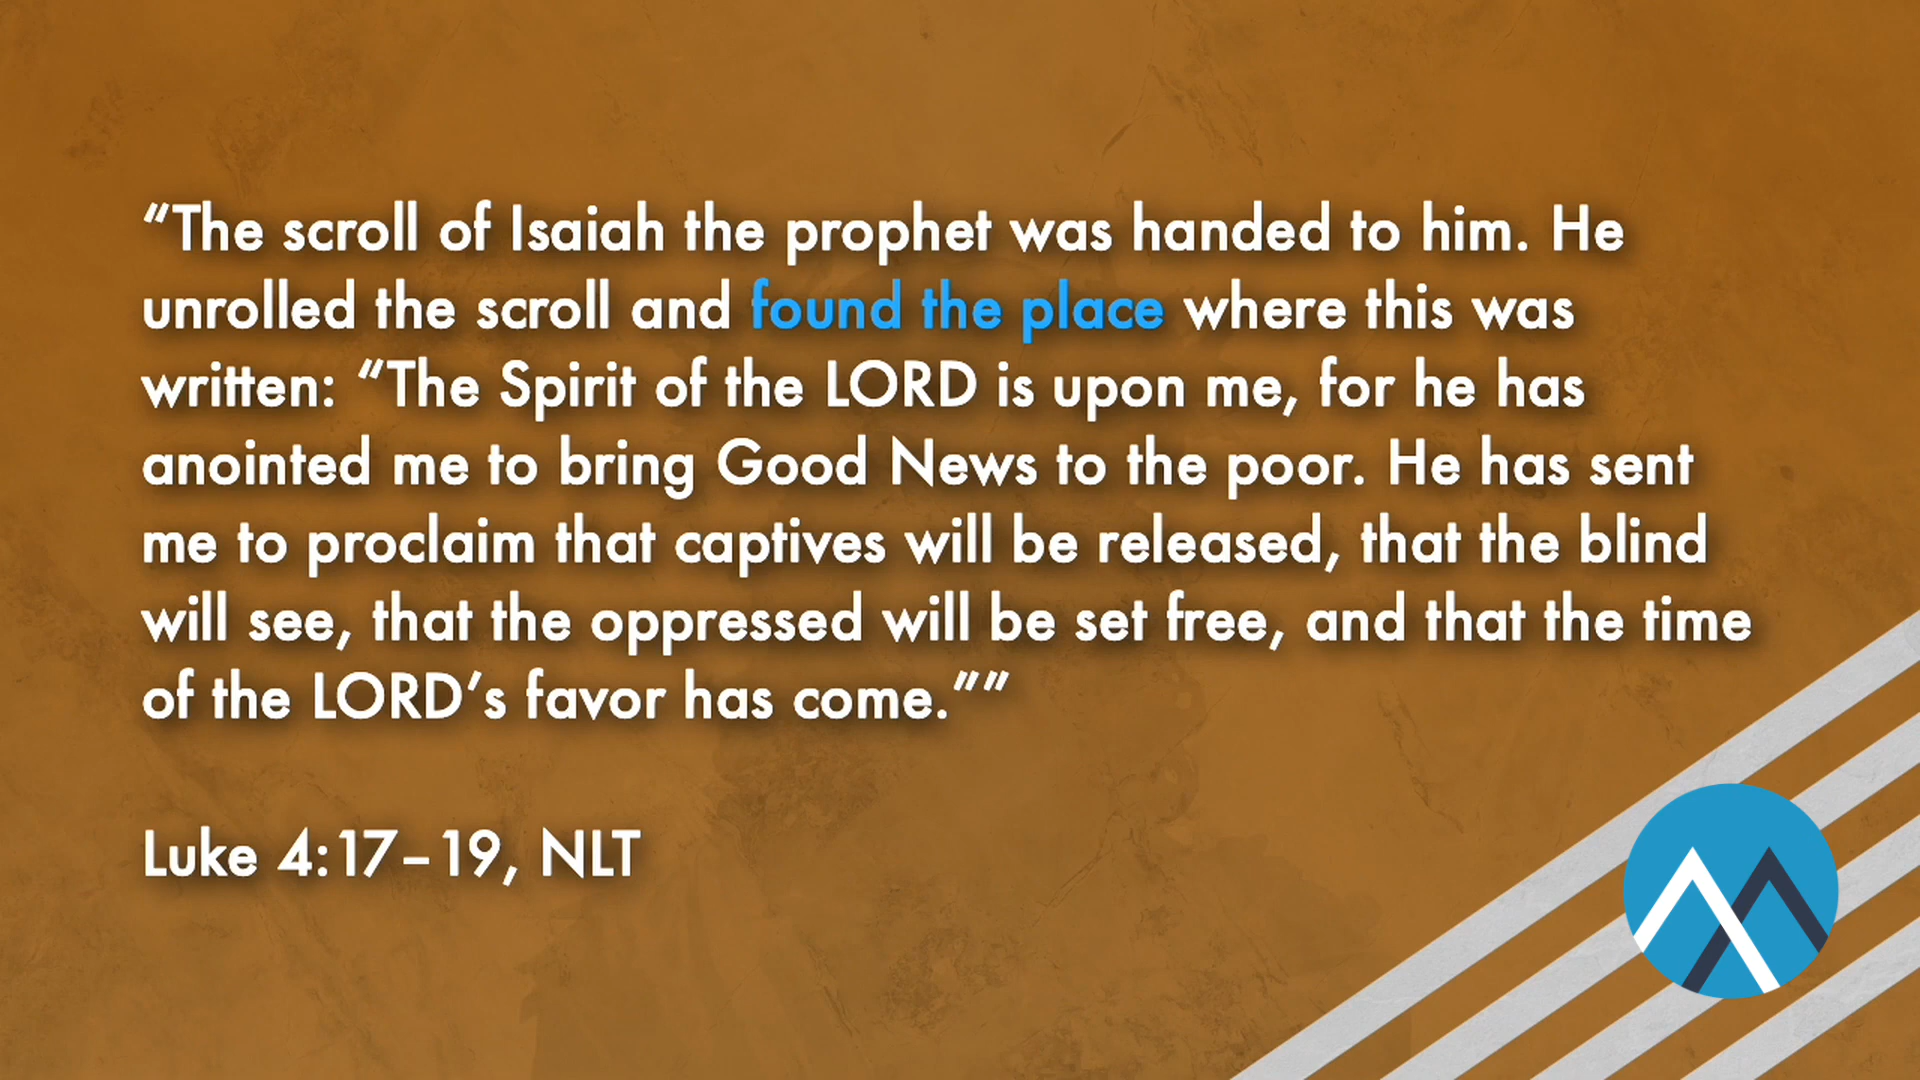 “The scroll of Isaiah the prophet was handed to him. He
unrolled the scroll and found the place where this was
written: “The Spirit of the LORD is upon me, for he has
anointed me to bring Good News to the poor. He has sent
me to proclaim that captives will be released, that the blind
will see, that the oppressed will be set free, and that the time
of the LORD’s favor has come.””
Luke 4:17–19, NLT